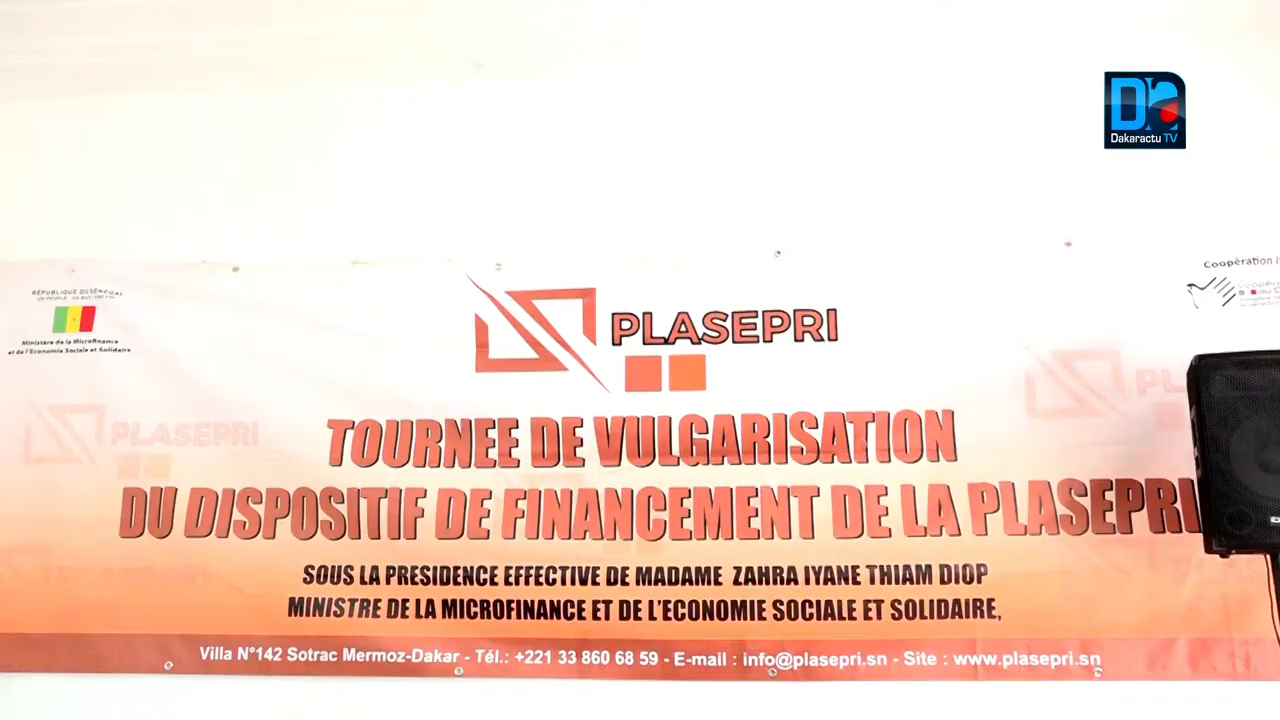 Dakaractu TV
RÉPUBLIQUE DU SÉNÉGAL
Ministère de la Microfinance
et de l'Economie Sociale et Solidaire
Coopération
PLASEPRI
PLASEPRI
TOURNEE DE VULGARISATION
DU DISPOSITIF DE FINANCEMENT DE LA PLASEPRI
SOUS LA PRESIDENCE EFFECTIVE DE MADAME ZAHRA IYANE THIAM DIOP
MINISTRE DE LA MICROFINANCE ET DE L'ECONOMIE SOCIALE ET SOLIDAIRE,
Villa N°142 Sotrac Mermoz-Dakar - Tél.: +221 33 860 68 59 - E-mail : info@plasepri.sn - Site : www.plasepri.sn